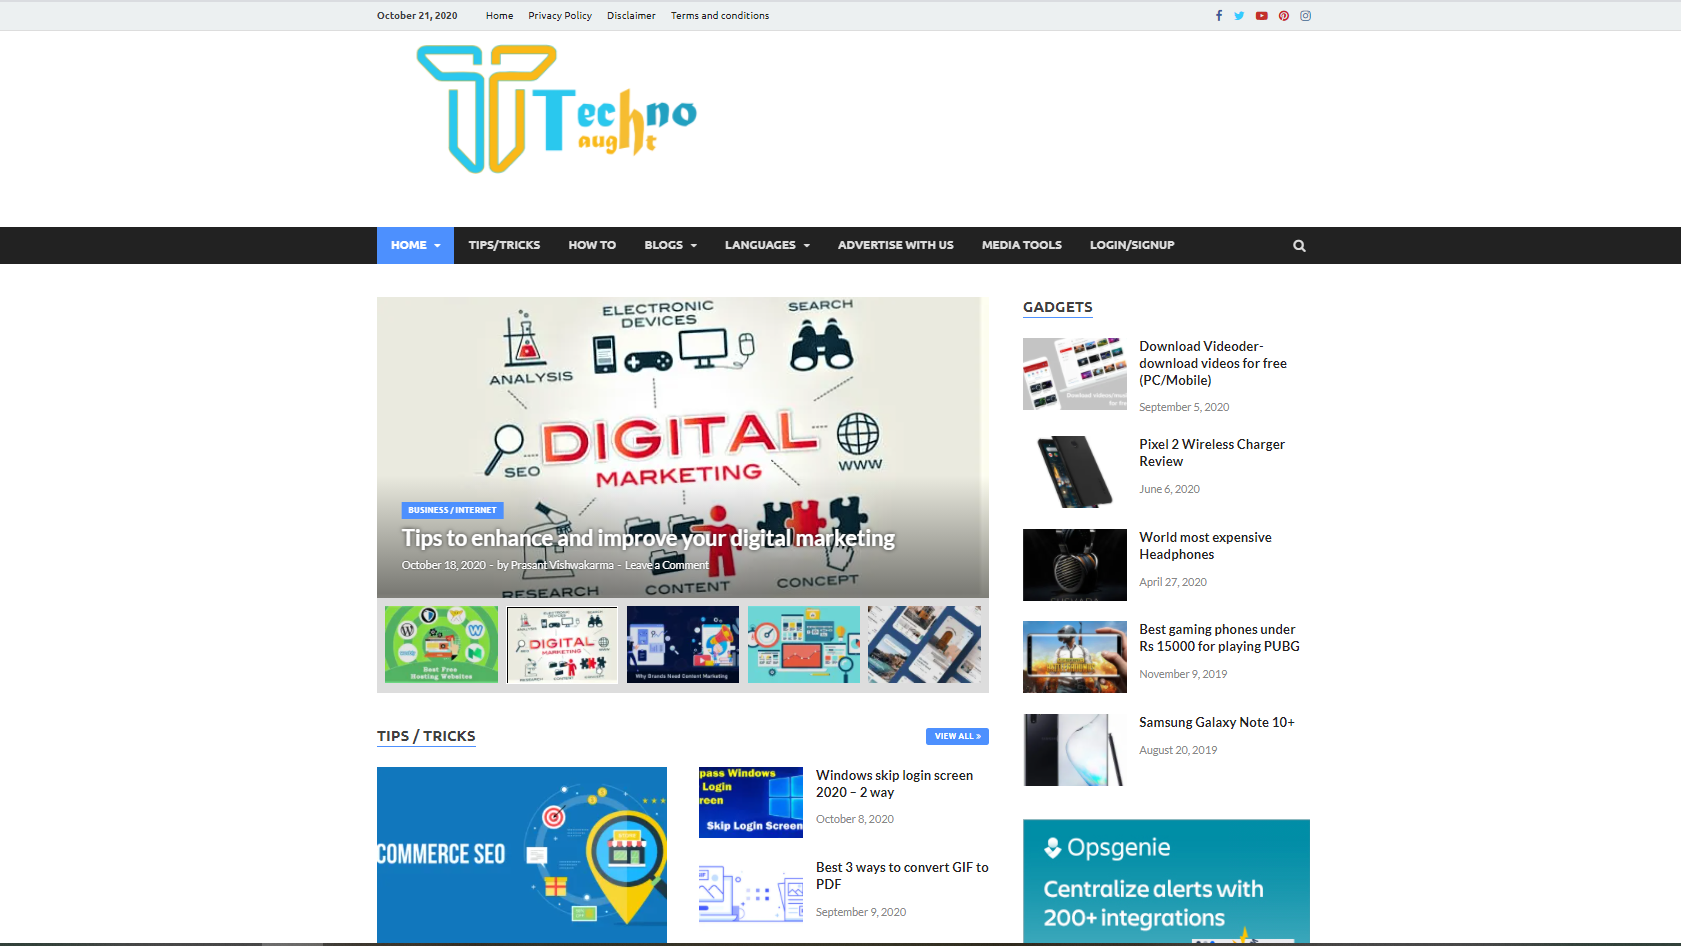 October 21, 2020 Home Privacy Policy Disclaimer Terms and conditions
Techno
aught
HOME TIPS/TRICKS HOW TO BLOGS LANGUAGES ADVERTISE WITH US MEDIA TOOLS LOGIN/SIGNUP
ELECTRONIC
DEVICES
SEARCH
ANALYSIS
DIGITAL
MARKETING
SEO
WWW
BUSINESS / INTERNET
Tips to enhance and improve your digital marketing
October 18, 2020 - by Prasant Vishwakarma - Leave a Comment
RESEARCH
CONTENT
CONCEPT
Best Free
Hosting Websites
DIGITAL
MARKETING
Why Brands Need Content Marketing
TIPS / TRICKS
VIEW ALL »
COMMERCE SEO
pass Windows
Login
reen
Skip Login Screen
Windows skip login screen
2020 – 2 way
October 8, 2020
Best 3 ways to convert GIF to
PDF
September 9, 2020
GADGETS
Download Videoder-
download videos for free
(PC/Mobile)
September 5, 2020
Pixel 2 Wireless Charger
Review
June 6, 2020
World most expensive
Headphones
April 27, 2020
Best gaming phones under
Rs 15000 for playing PUBG
November 9, 2019
Samsung Galaxy Note 10+
August 20, 2019
Opsgenie
Centralize alerts with
200+ integrations